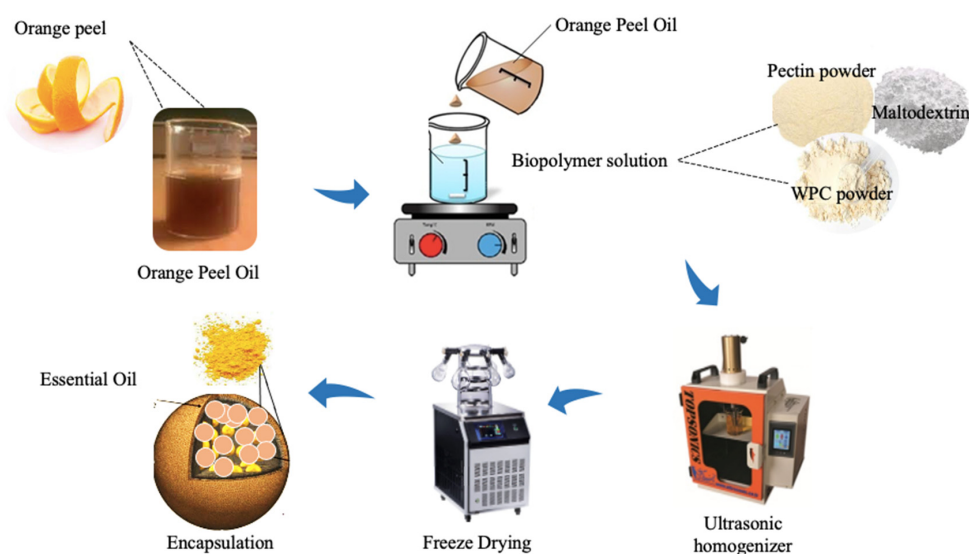 Orange peel
Orange Peel Oil
Orange Peel Oil
Biopolymer solution
Pectin powder
Maltodextrin
WPC powder
Essential Oil
Encapsulation
Freeze Drying
TOPSONICS
Ultrasonic
homogenizer